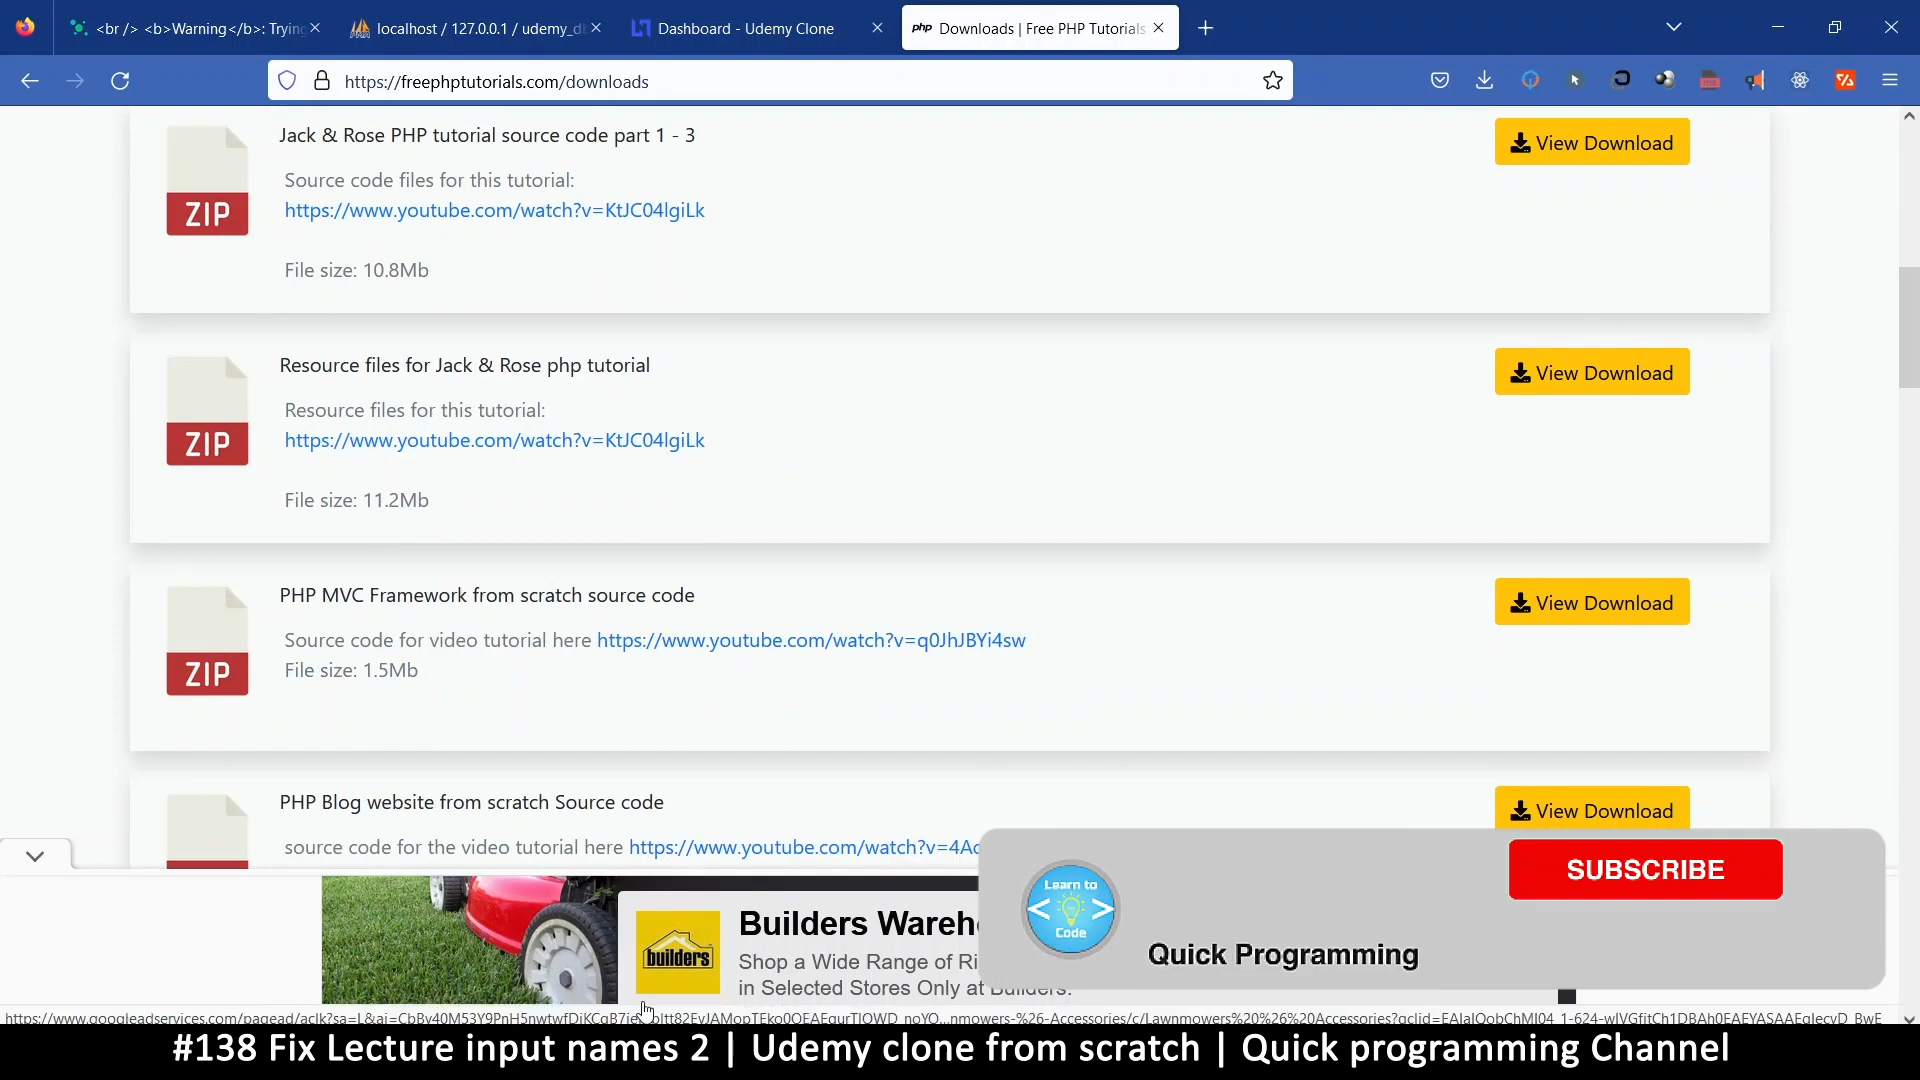 <br /> <b>Warning</b>: Trying
localhost / 127.0.0.1 / udemy_d
Dashboard - Udemy Clone
php Downloads | Free PHP Tutorials
https://freephptutorials.com/downloads
Jack & Rose PHP tutorial source code part 1 - 3
View Download
Source code files for this tutorial:
https://www.youtube.com/watch?v=KtJC04lgiLk
ZIP
File size: 10.8Mb
Resource files for Jack & Rose php tutorial
View Download
Resource files for this tutorial:
https://www.youtube.com/watch?v=KtJC04lgiLk
ZIP
File size: 11.2Mb
PHP MVC Framework from scratch source code
View Download
Source code for video tutorial here https://www.youtube.com/watch?v=q0JhJBYi4sw
File size: 1.5Mb
ZIP
PHP Blog website from scratch Source code
View Download
source code for the video tutorial here https://www.youtube.com/watch?v=4Ac
SUBSCRIBE
Learn to
Code
Quick Programming
builders
Builders Wareh
Shop a Wide Range of Ri
in Selected Stores Only at Builders.
#138 Fix Lecture input names 2 | Udemy clone from scratch | Quick programming Channel